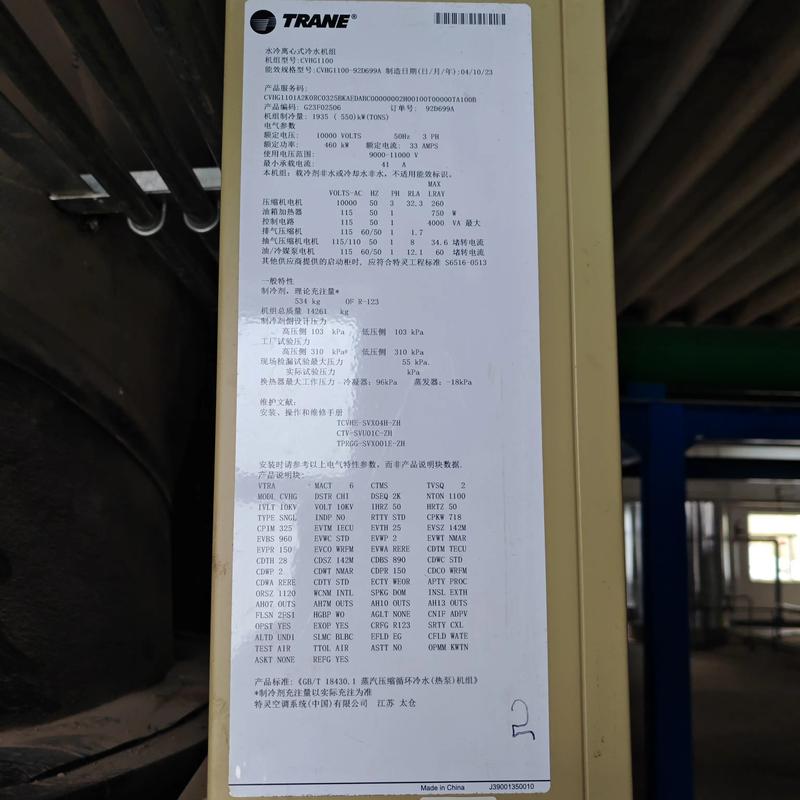 TRANE®
水冷离心式冷水机组
机组型号:CVHG1100
能效规格型号:CVHG1100-92D699A 制造日期(日/月/年):04/10/23
产品服务码:
产品编码: G23F02506 订单号: 92D699A
机组制冷量: 1935 ( 550)kW(TONS)
电气参数
额定电压: 10000 VOLTS 50Hz 3 PH
额定功率: 460 kW 额定电流: 33 AMPS
使用电压范围: 9000-11000 V
最小承载电流: 41 A
本机组: 载冷剂非水或冷却水非水, 不适用能效标识。
MAX
VOLTS-AC HZ PH RLA LRAY
压缩机电机 10000 50 3 32.3 260
油箱加热器 115 50 1 750 W
控制电路 115 50 1 4000 VA 最大
排气压缩机 115 60/50 1 1.7
抽气压缩机电机 115/110 50 1 8 34.6 堵转电流
油/冷媒泵电机 115 60/50 1 12.1 60 堵转电流
其他供应商提供的启动柜时, 应符合特灵工程标准 S6516-0513
一般特性
制冷剂, 理论充注量*
534 kg OF R-123
机组总质量 14261 kg
制冷剂侧设计压力
高压侧 103 kPa 低压侧 103 kPa
工厂试验压力
高压侧 310 kPa* 低压侧 310 kPa
现场检漏试验最大压力 55 kPa.
实际试验压力 kPa
换热器最大工作压力 - 冷凝器: 96kPa 蒸发器: -18kPa
维护文献:
安装、操作和维修手册
TCVHE-SVX04H-ZH
CTV-SVU01C-ZH
TPRGG-SVX001E-ZH
安装时请参考以上电气特性参数, 而非产品说明块数据.
产品说明块:
VTRA MACT 6 CTMS TVSQ 2
MODL CVHG DSTR CHI DSEQ 2K NTON 1100
IVLT 10KV VOLT 10KV IHRZ 50 HRTZ 50
TYPE SNGL INDP NO RTTY STD CPKW 718
CPIM 325 EVTM IECU EVTH 25 EVSZ 142M
EVBS 960 EVWC STD EVWP 2 EVWT NMAR
EVPR 150 EVCO WRFM EVWA RERE CDTM TECU
CDTH 28 CDSZ 142M CDBS 890 CDWC STD
CDWP 2 CDWT NMAR CDPR 150 CDCO WRFM
CDWA RERE CDTY STD ECTY WEOR APTY PROC
ORSZ 1120 WCNM INTL SPKG DOM INSL EXTH
AH07 OUTS AH7M OUTS AH10 OUTS AH13 OUTS
FLSN 2FS1 HGBP WO AGLT NONE CNIF ADPV
OPST YES EXOP YES CRFG R123 SRTY CXL
ALTD UND1 SLMC BLBC EFLD EG CFLD WATE
TEST AIR TTOL AIR ASTT NO OPMM KWTN
ASKT NONE REFG YES
产品标准:《GB/T 18430.1 蒸汽压缩循环冷水(热泵)机组》
*制冷剂充注量以实际充注为准
特灵空调系统(中国)有限公司 江苏 太仓
Made in China J39001350010